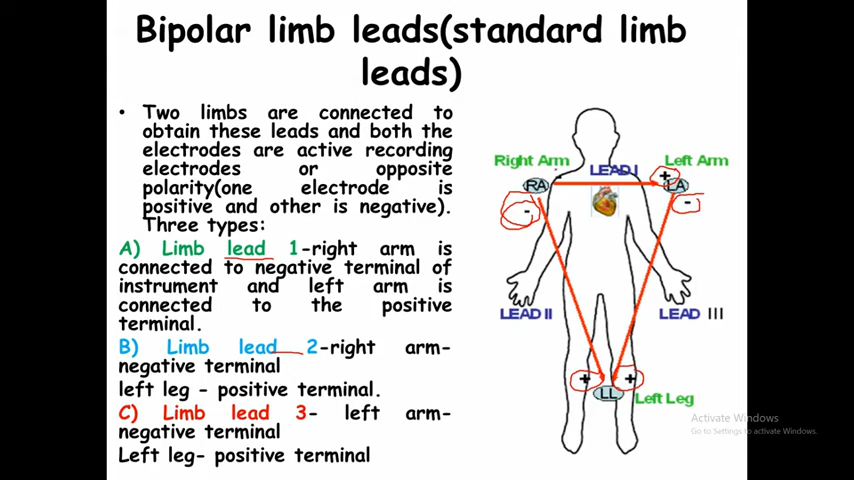 Bipolar limb leads(standard limb
leads)
• Two limbs are connected to
obtain these leads and both the
electrodes are active recording
electrodes or opposite
polarity(one electrode is
positive and other is negative).
Three types:
A) Limb lead 1-right arm is
connected to negative terminal of
instrument and left arm is
connected to the positive
terminal.
B) Limb lead 2-right arm-
negative terminal
left leg - positive terminal.
C) Limb lead 3- left arm-
negative terminal
Left leg- positive terminal
Right Arm
Left Arm
LEAD I
- +
RA
LA
- -
LEAD II
LEAD III
+ +
LL
Left Leg
Activate Windows
Go to Settings to activate Windows.